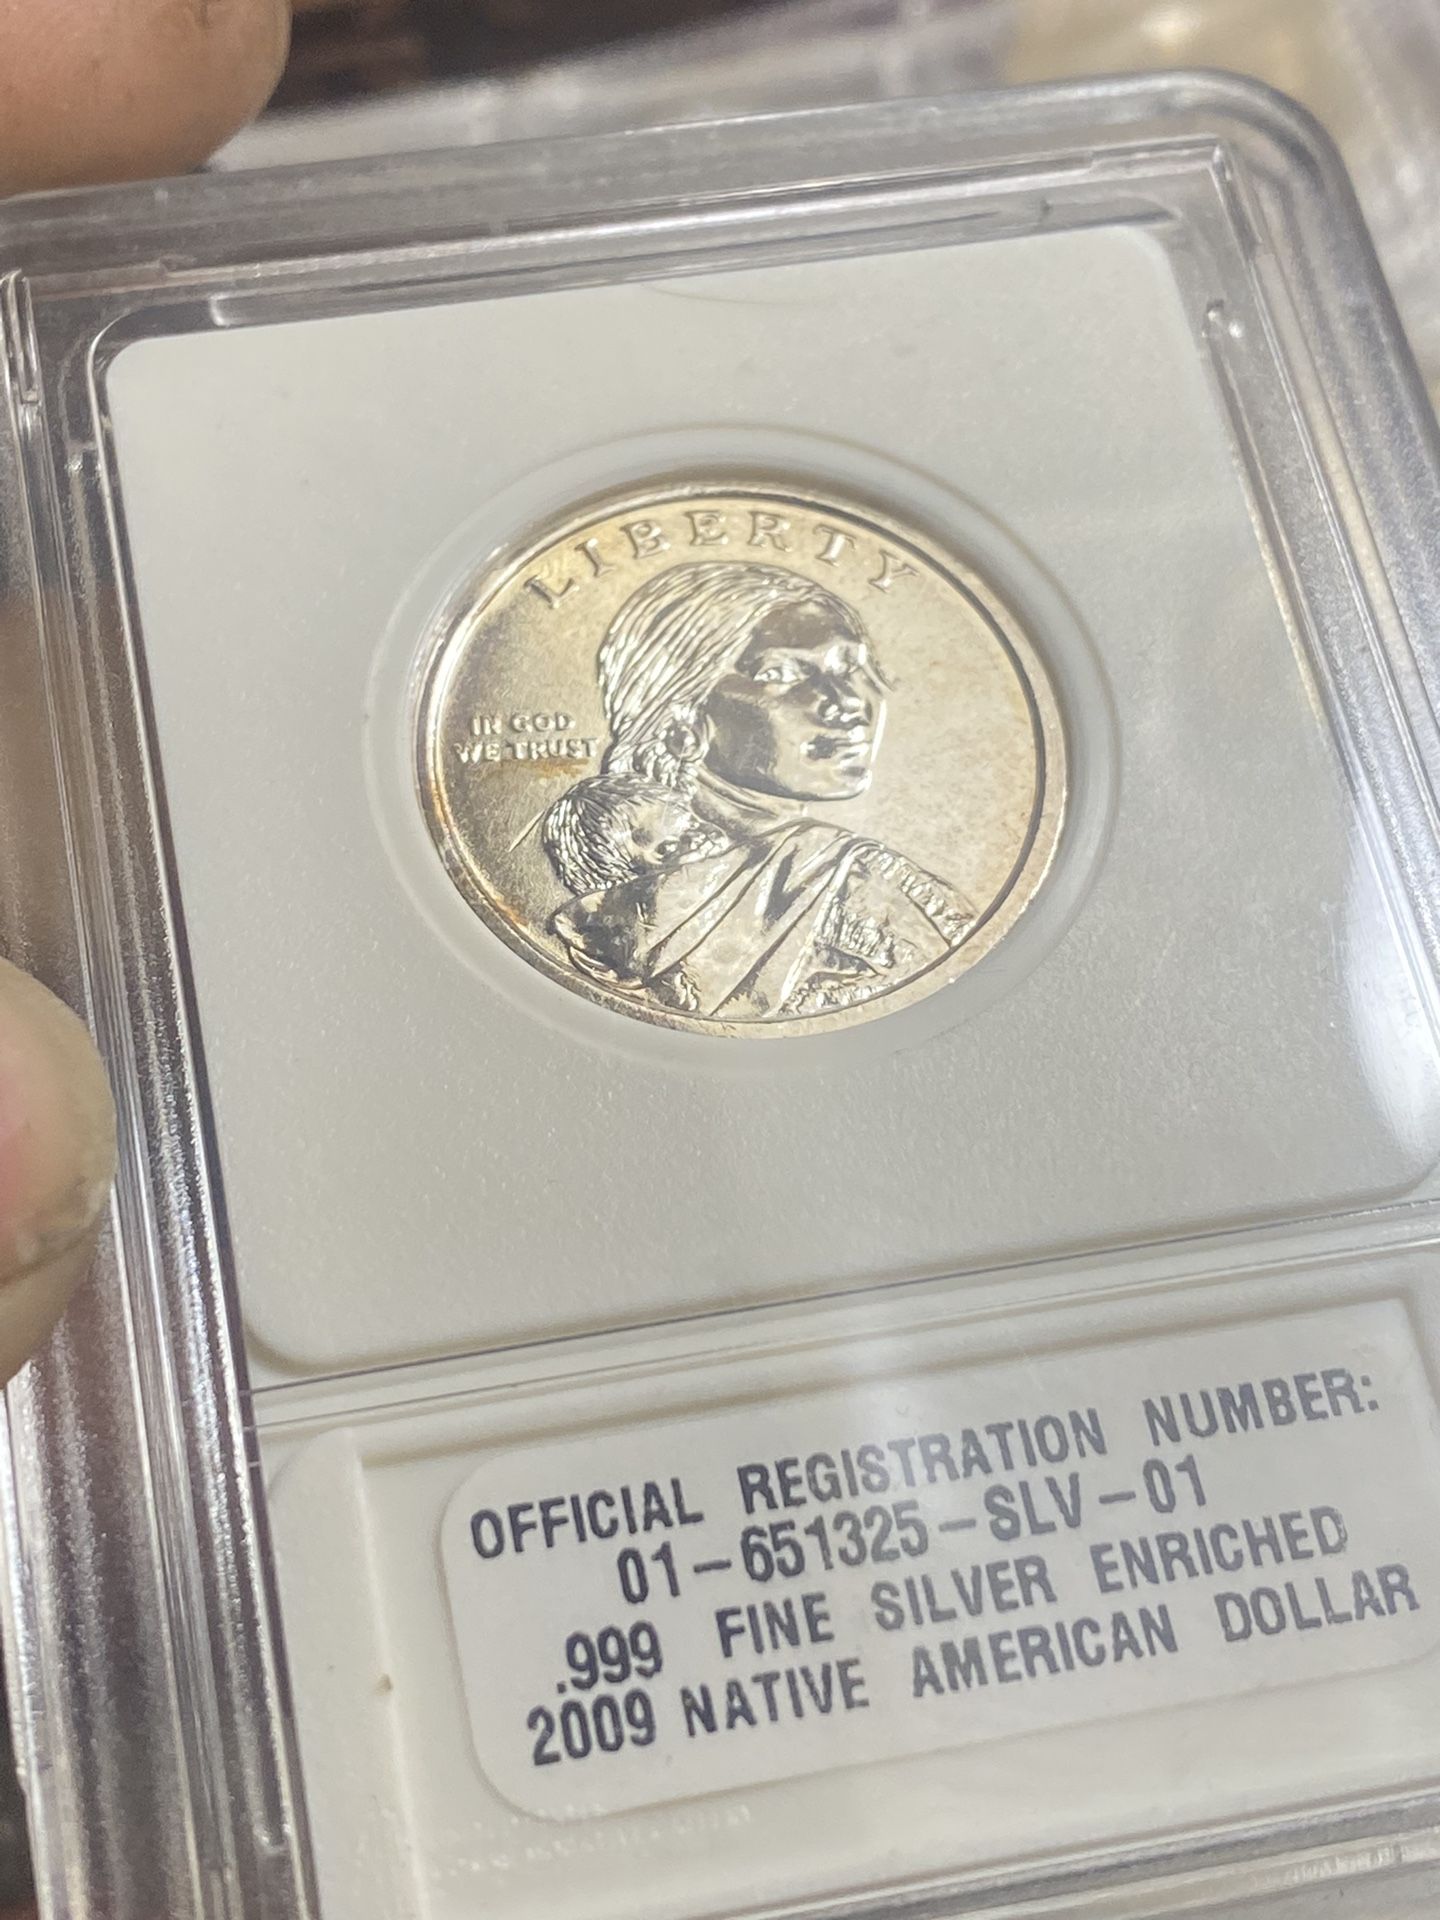 LIBERTY
IN GOD
WE TRUST
OFFICIAL REGISTRATION NUMBER:
01-651325-SLV-01
.999 FINE SILVER ENRICHED
2009 NATIVE AMERICAN DOLLAR